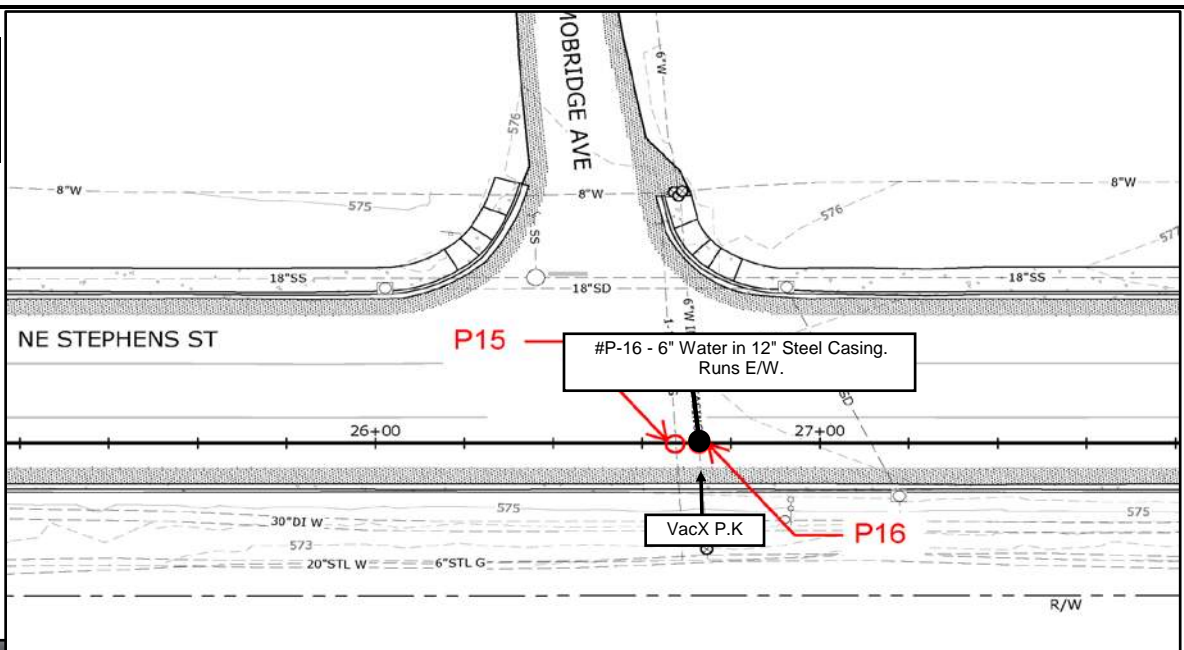 MOBRIDGE AVE
6"W
576
8"W
575
8"W
8"W
576
577
SS
18"SS
18"SD
18"SS
NE STEPHENS ST
P15
#P-16 - 6" Water in 12" Steel Casing.
Runs E/W.
SD
26+00
27+00
575
575
30"DI W
VacX P.K
P16
573
20"STL W
6"STL G
R/W